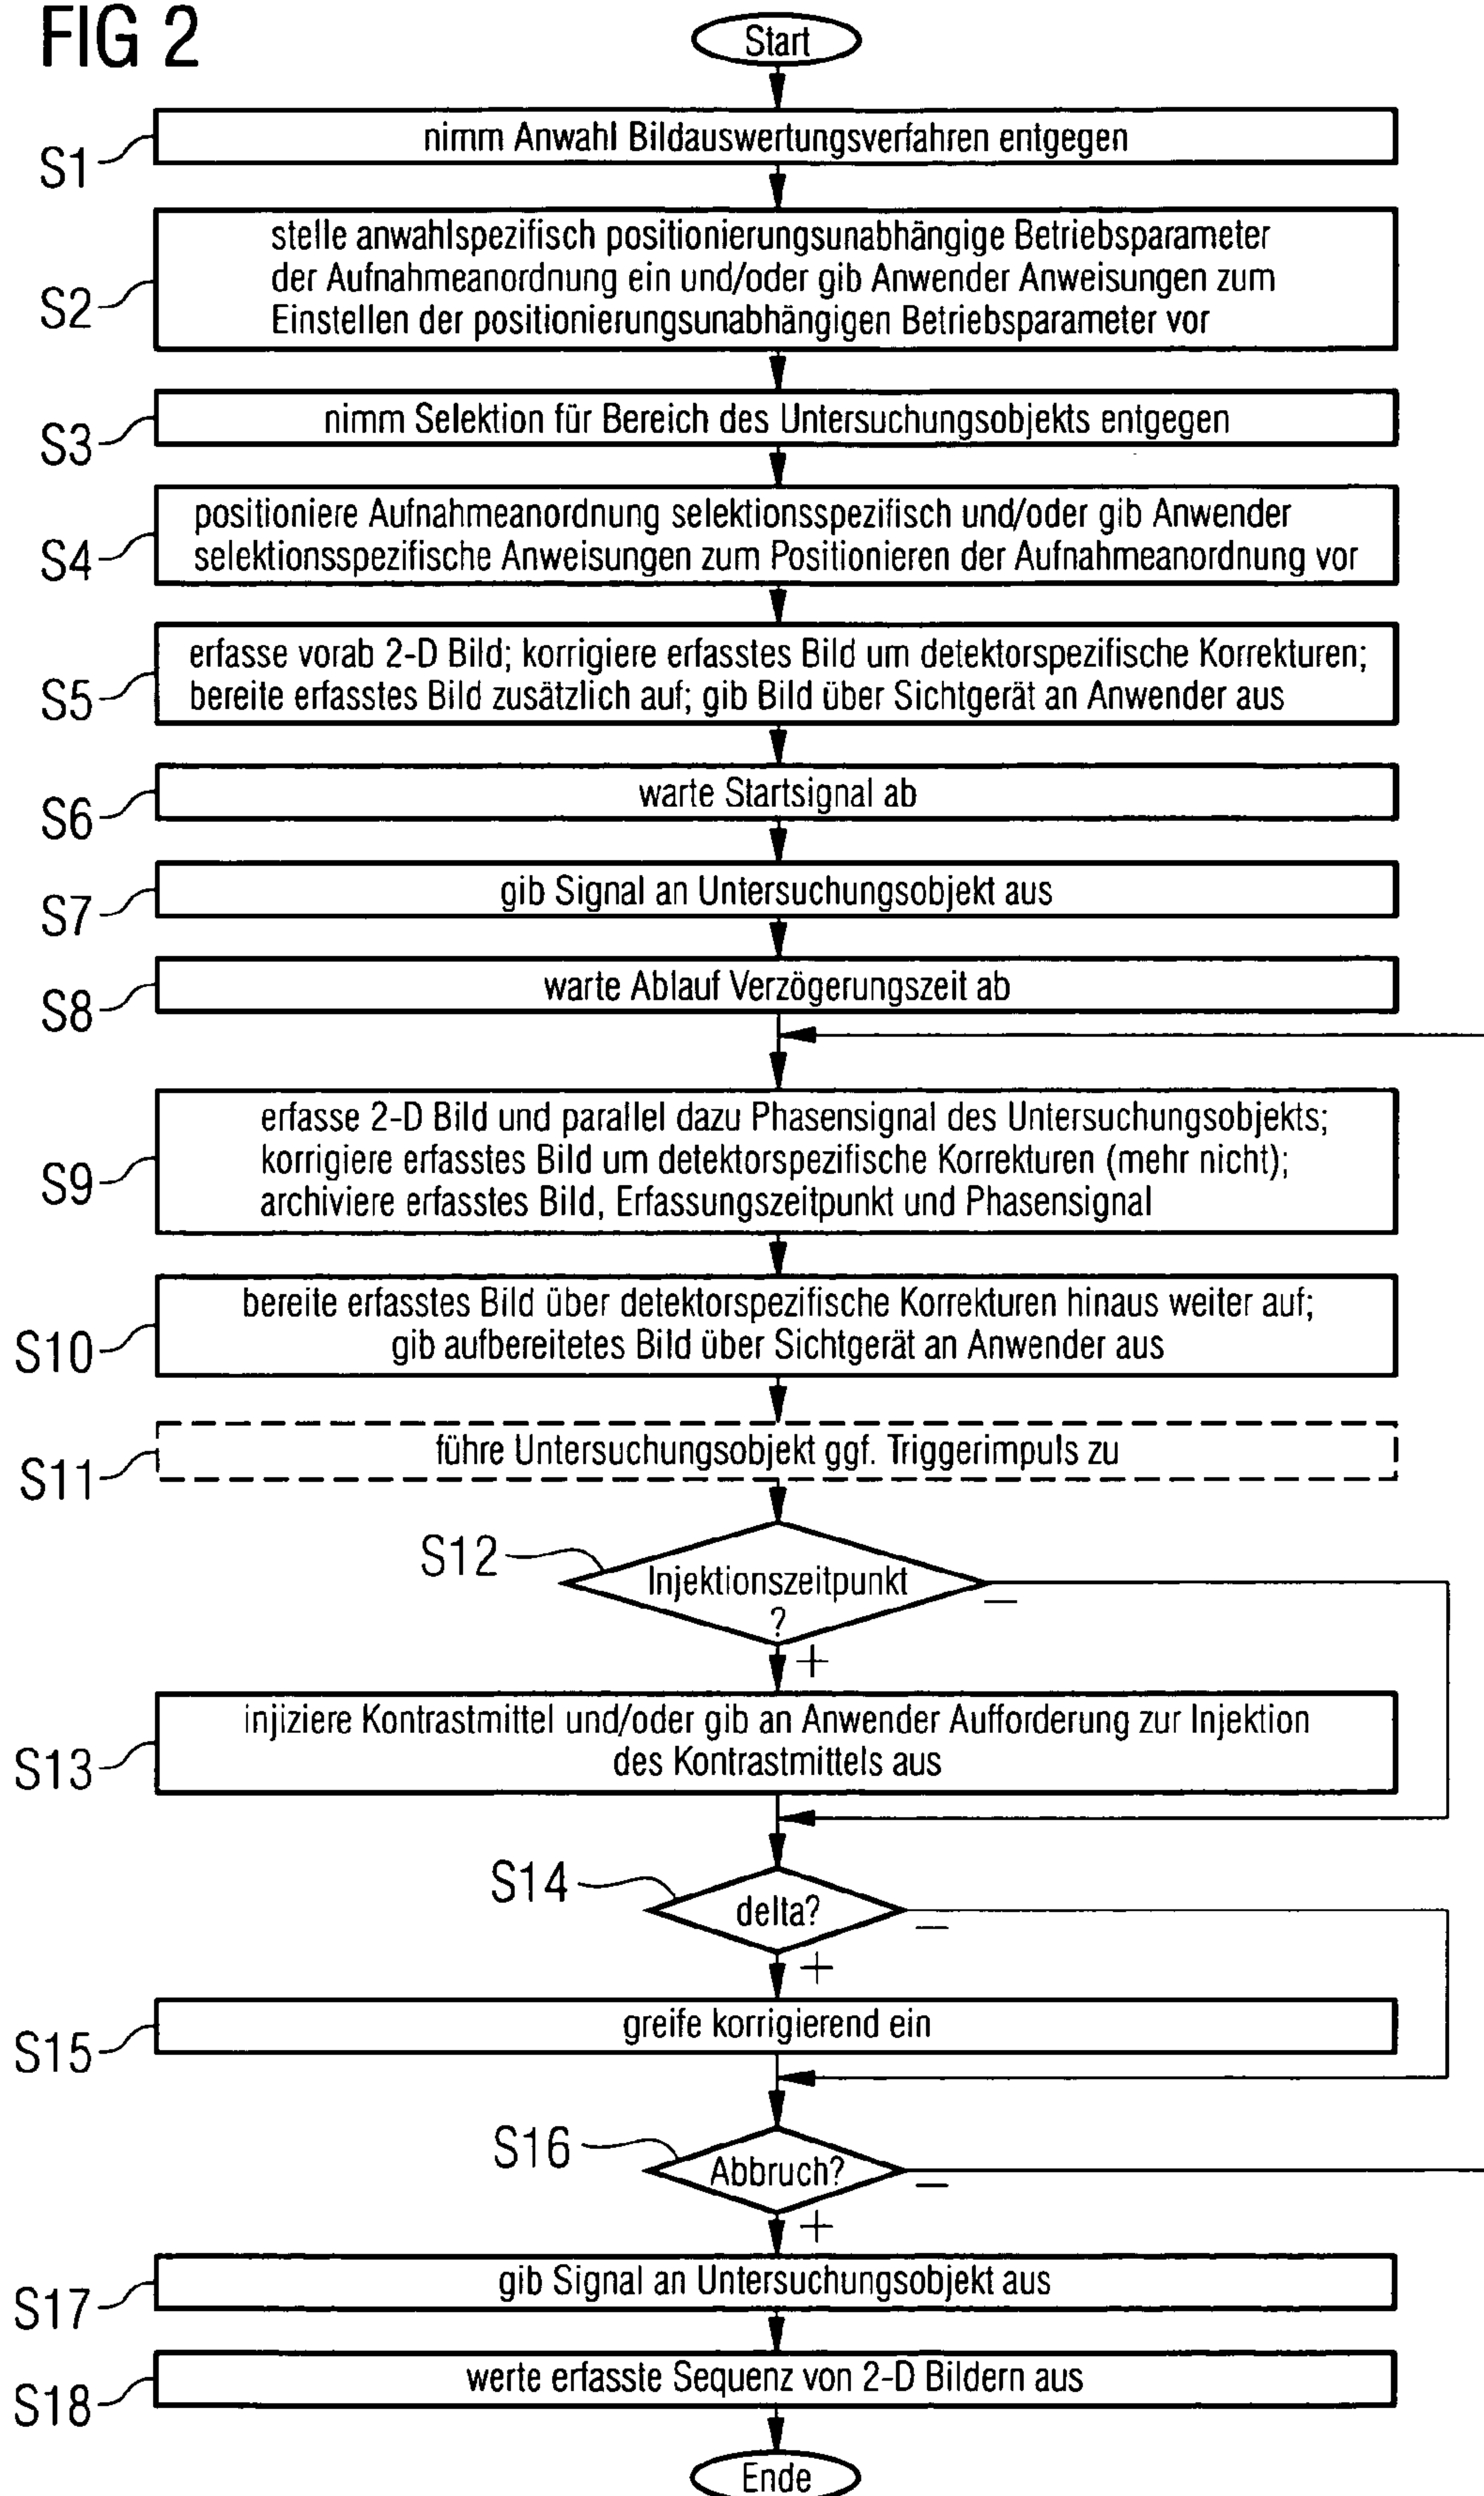 FIG 2
Start
S1
nimm Anwahl Bildauswertungsverfahren entgegen
S2
stelle anwahlspezifisch positionierungsunabhängige Betriebsparameter
der Aufnahmeanordnung ein und/oder gib Anwender Anweisungen zum
Einstellen der positionierungsunabhängigen Betriebsparameter vor
S3
nimm Selektion für Bereich des Untersuchungsobjekts entgegen
S4
positioniere Aufnahmeanordnung selektionsspezifisch und/oder gib Anwender
selektionsspezifische Anweisungen zum Positionieren der Aufnahmeanordnung vor
S5
erfasse vorab 2-D Bild; korrigiere erfasstes Bild um detektorspezifische Korrekturen;
bereite erfasstes Bild zusätzlich auf; gib Bild über Sichtgerät an Anwender aus
S6
warte Startsignal ab
S7
gib Signal an Untersuchungsobjekt aus
S8
warte Ablauf Verzögerungszeit ab
S9
erfasse 2-D Bild und parallel dazu Phasensignal des Untersuchungsobjekts;
korrigiere erfasstes Bild um detektorspezifische Korrekturen (mehr nicht);
archiviere erfasstes Bild, Erfassungszeitpunkt und Phasensignal
S10
bereite erfasstes Bild über detektorspezifische Korrekturen hinaus weiter auf;
gib aufbereitetes Bild über Sichtgerät an Anwender aus
S11
führe Untersuchungsobjekt ggf. Triggerimpuls zu
S12
Injektionszeitpunkt
?
–
+
S13
injiziere Kontrastmittel und/oder gib an Anwender Aufforderung zur Injektion
des Kontrastmittels aus
S14
delta?
–
+
S15
greife korrigierend ein
S16
Abbruch?
–
+
S17
gib Signal an Untersuchungsobjekt aus
S18
werte erfasste Sequenz von 2-D Bildern aus
Ende